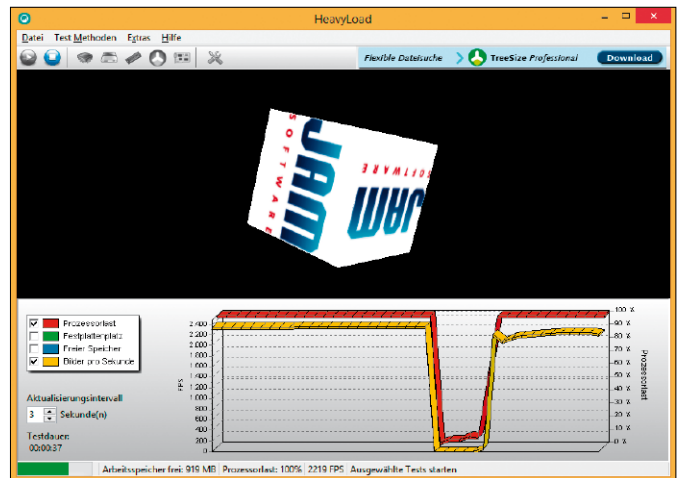 HeavyLoad
Datei Test Methoden Extras Hilfe
Flexible Dateisuche TreeSize Professional Download
SOFTWARE
JAM
SOFTWARE
JAM
Prozessorlast
Festplattenplatz
Freier Speicher
Bilder pro Sekunde
Aktualisierungsintervall
3 Sekunde(n)
Testdauer:
00:00:37
FPS
2.400
2.200
2.000
1.800
1.600
1.400
1.200
1.000
800
600
400
200
0
100 %
90 %
80 %
70 %
60 %
50 %
40 %
30 %
20 %
10 %
0 %
Prozessorlast
Arbeitsspeicher frei: 919 MB Prozessorlast: 100% 2219 FPS Ausgewählte Tests starten